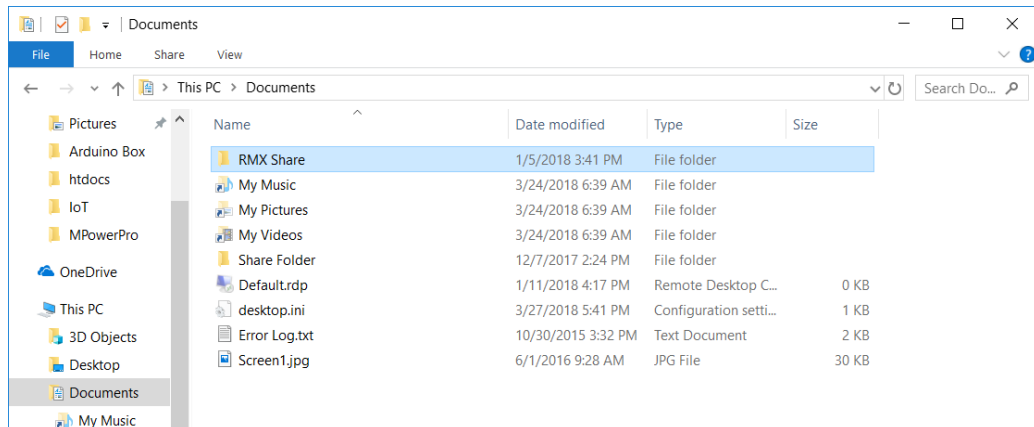 Documents
File Home Share View
This PC > Documents Search Do...
Name Date modified Type Size
Pictures
Arduino Box
htdocs
IoT
MPowerPro
OneDrive
This PC
3D Objects
Desktop
Documents
My Music
RMX Share 1/5/2018 3:41 PM File folder
My Music 3/24/2018 6:39 AM File folder
My Pictures 3/24/2018 6:39 AM File folder
My Videos 3/24/2018 6:39 AM File folder
Share Folder 12/7/2017 2:24 PM File folder
Default.rdp 1/11/2018 4:17 PM Remote Desktop C... 0 KB
desktop.ini 3/27/2018 5:41 PM Configuration setti... 1 KB
Error Log.txt 10/30/2015 3:32 PM Text Document 2 KB
Screen1.jpg 6/1/2016 9:28 AM JPG File 30 KB